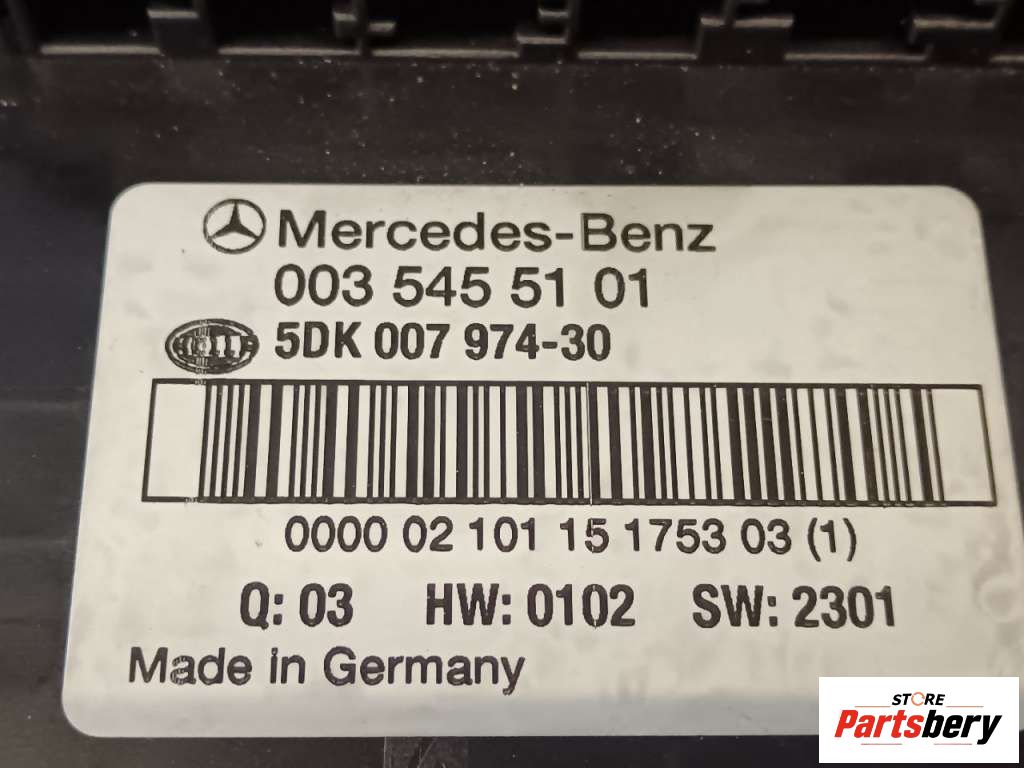 Mercedes-Benz
003 545 51 01
HELLA 5DK 007 974-30
0000 02 101 15 1753 03 (1)
Q: 03 HW: 0102 SW: 2301
Made in Germany
STORE
Partsbery